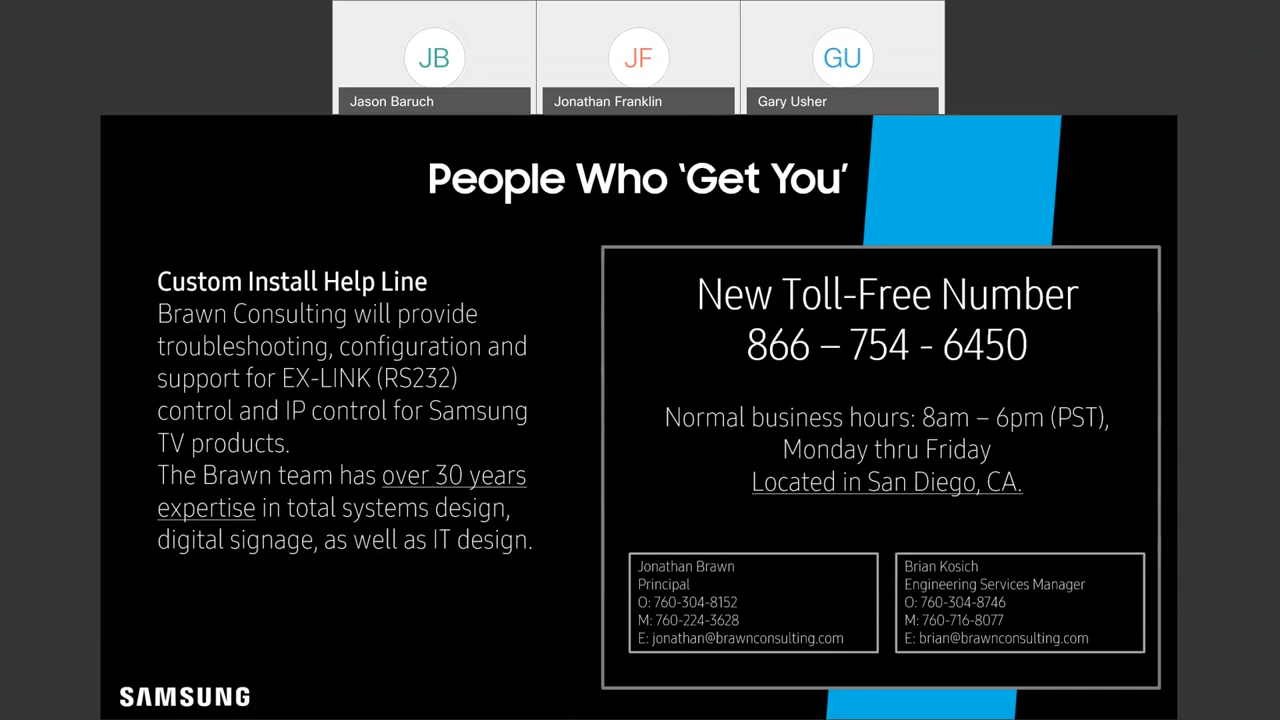 JB
JF
GU
Jason Baruch
Jonathan Franklin
Gary Usher
People Who ‘Get You’
Custom Install Help Line
Brawn Consulting will provide
troubleshooting, configuration and
support for EX-LINK (RS232)
control and IP control for Samsung
TV products.
The Brawn team has over 30 years
expertise in total systems design,
digital signage, as well as IT design.
New Toll-Free Number
866 – 754 - 6450
Normal business hours: 8am – 6pm (PST),
Monday thru Friday
Located in San Diego, CA.
Jonathan Brawn
Principal
O: 760-304-8152
M: 760-224-3628
E: jonathan@brawnconsulting.com
Brian Kosich
Engineering Services Manager
O: 760-304-8746
M: 760-716-8077
E: brian@brawnconsulting.com
SAMSUNG